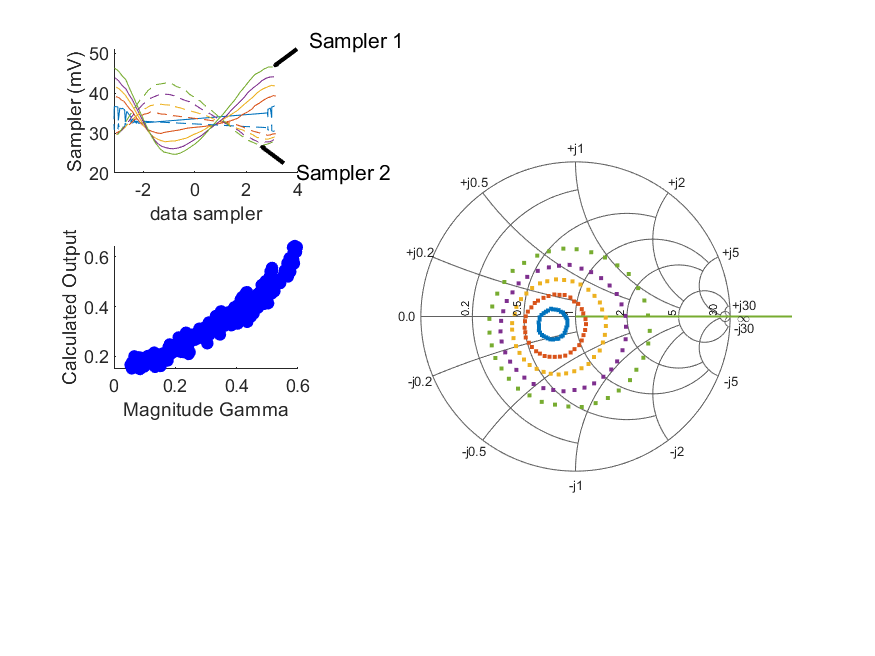 Sampler 1
50
40
30
20
Sampler (mV)
-2
0
2
4
data sampler
Sampler 2
0.6
0.4
0.2
Calculated Output
0
0.2
0.4
0.6
Magnitude Gamma
+j1
+j0.5
+j2
+j0.2
+j5
0.0
0.2
0.5
1
2
5
30
+j30
-j30
-j0.2
-j5
-j0.5
-j2
-j1